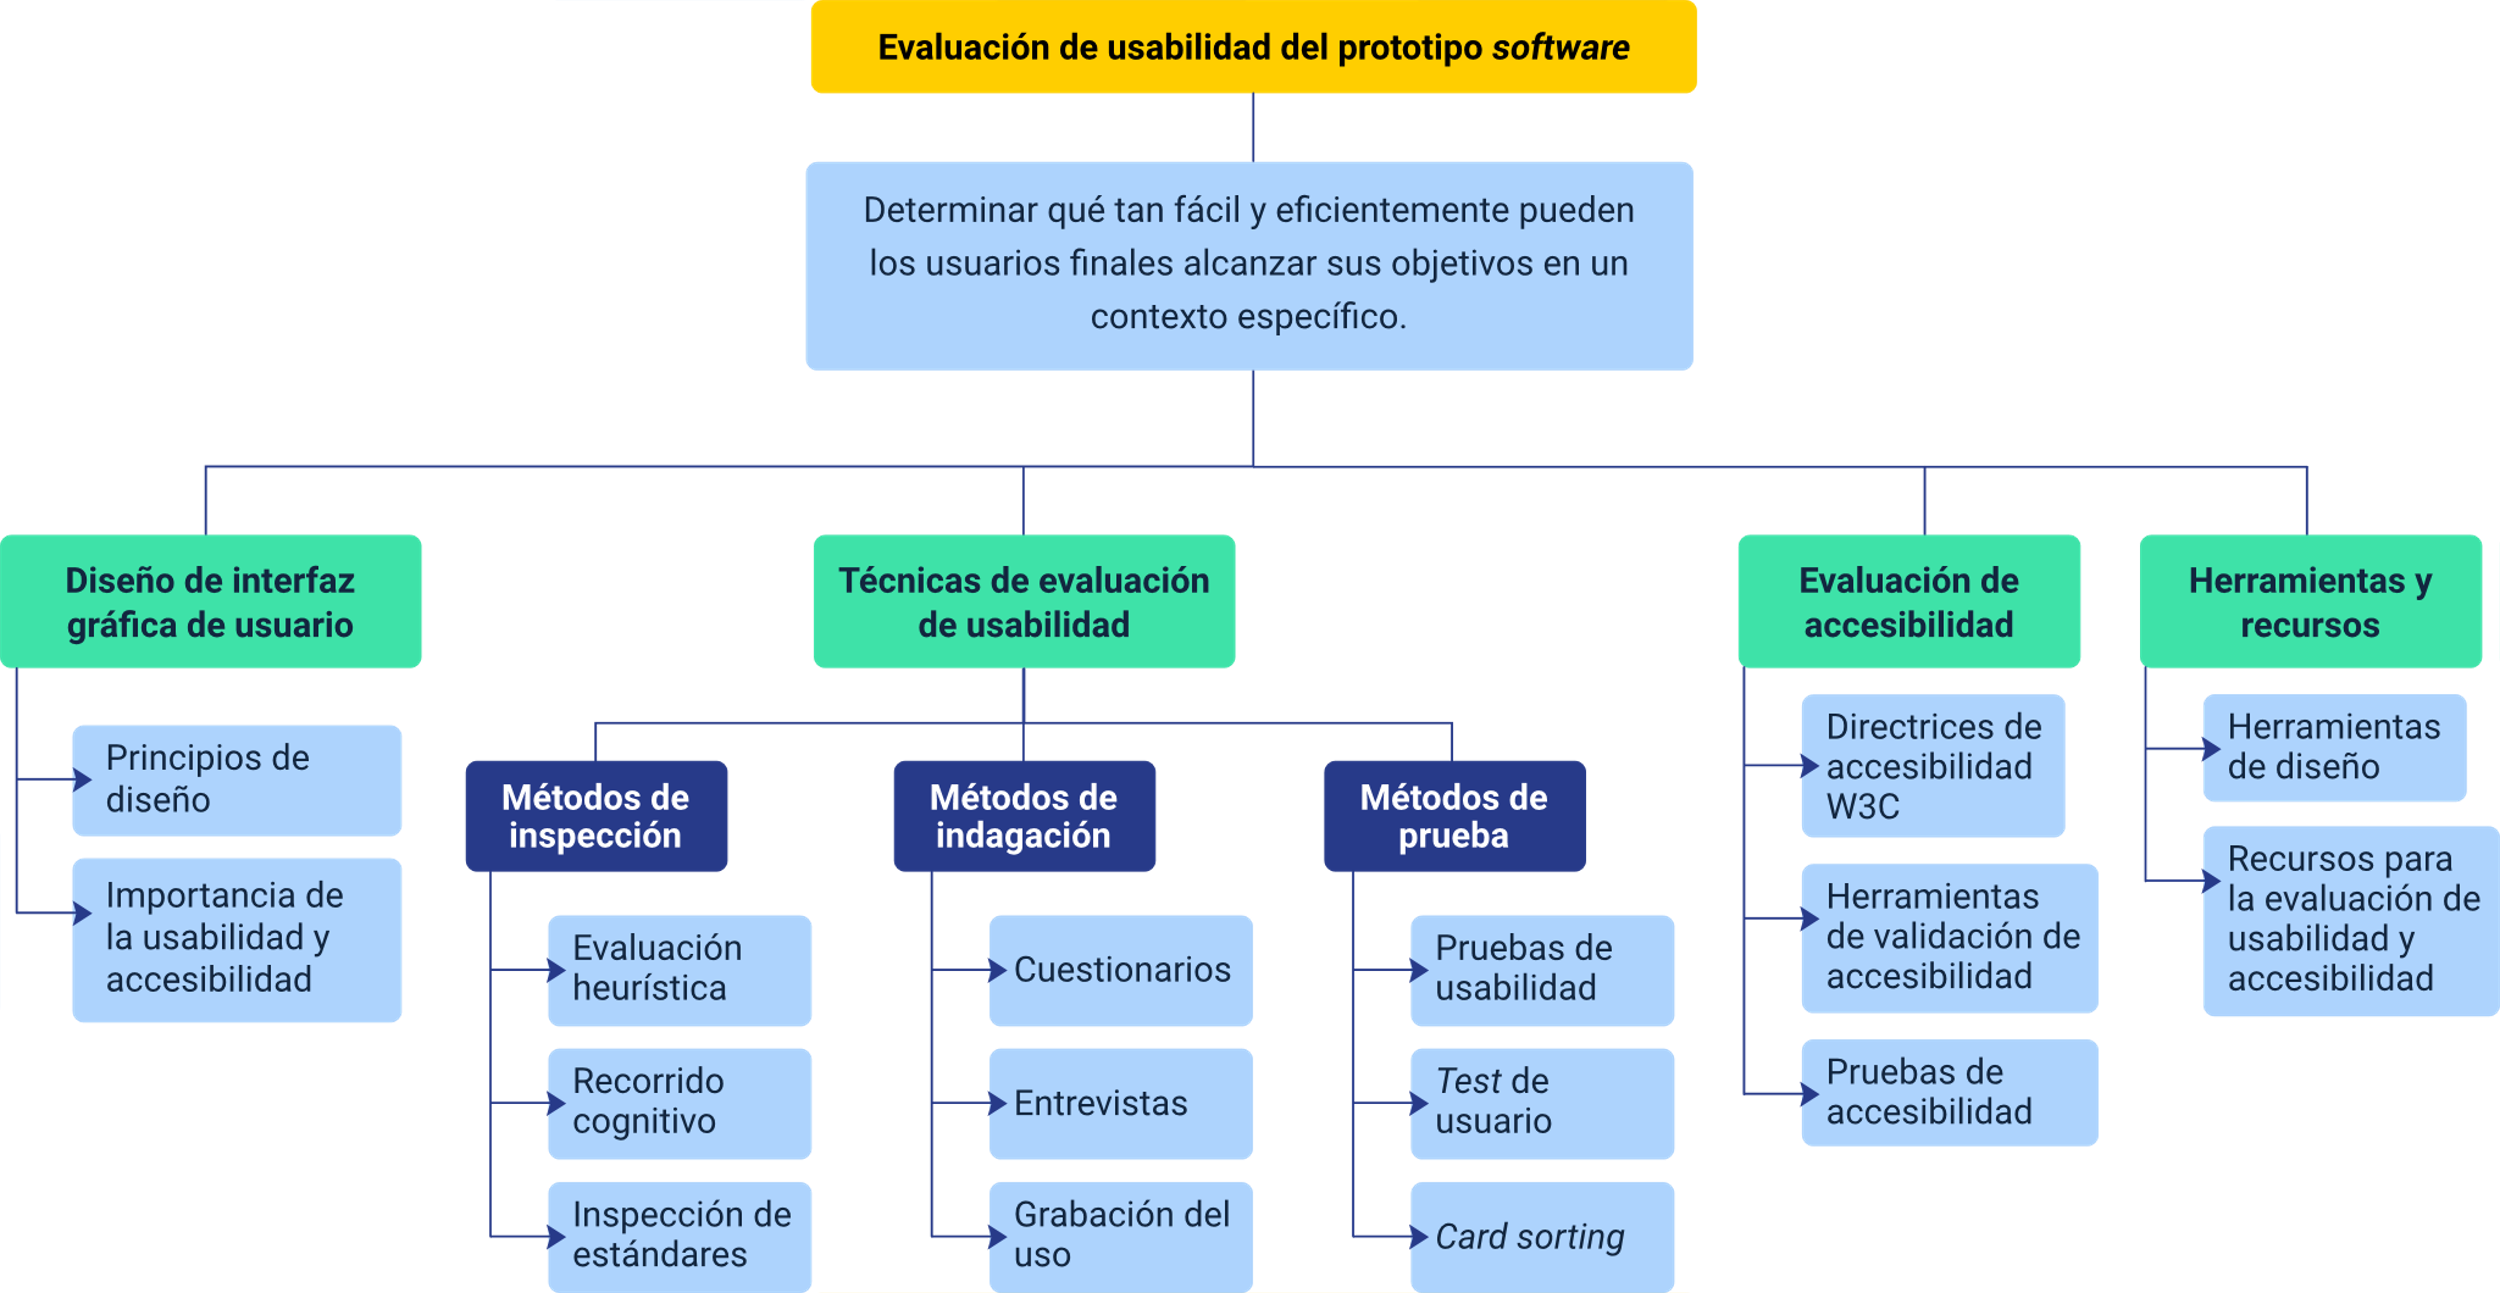 Evaluación de usabilidad del prototipo software
Determinar qué tan fácil y eficientemente pueden
los usuarios finales alcanzar sus objetivos en un
contexto específico.
Diseño de interfaz
gráfica de usuario
Principios de
diseño
Importancia de
la usabilidad y
accesibilidad
Técnicas de evaluación
de usabilidad
Métodos de
inspección
Evaluación
heurística
Recorrido
cognitivo
Inspección de
estándares
Métodos de
indagación
Cuestionarios
Entrevistas
Grabación del
uso
Métodos de
prueba
Pruebas de
usabilidad
Test de
usuario
Card sorting
Evaluación de
accesibilidad
Directrices de
accesibilidad
W3C
Herramientas
de validación de
accesibilidad
Pruebas de
accesibilidad
Herramientas y
recursos
Herramientas
de diseño
Recursos para
la evaluación de
usabilidad y
accesibilidad